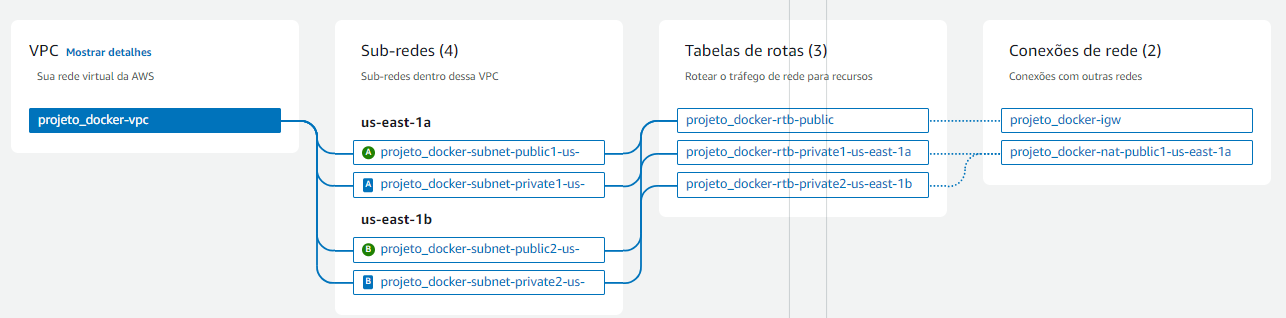 VPC Mostrar detalhes
Sua rede virtual da AWS
projeto_docker-vpc
Sub-redes (4)
Sub-redes dentro dessa VPC
us-east-1a
A projeto_docker-subnet-public1-us-
A projeto_docker-subnet-private1-us-
us-east-1b
B projeto_docker-subnet-public2-us-
B projeto_docker-subnet-private2-us-
Tabelas de rotas (3)
Rotear o tráfego de rede para recursos
projeto_docker-rtb-public
projeto_docker-rtb-private1-us-east-1a
projeto_docker-rtb-private2-us-east-1b
Conexões de rede (2)
Conexões com outras redes
projeto_docker-igw
projeto_docker-nat-public1-us-east-1a